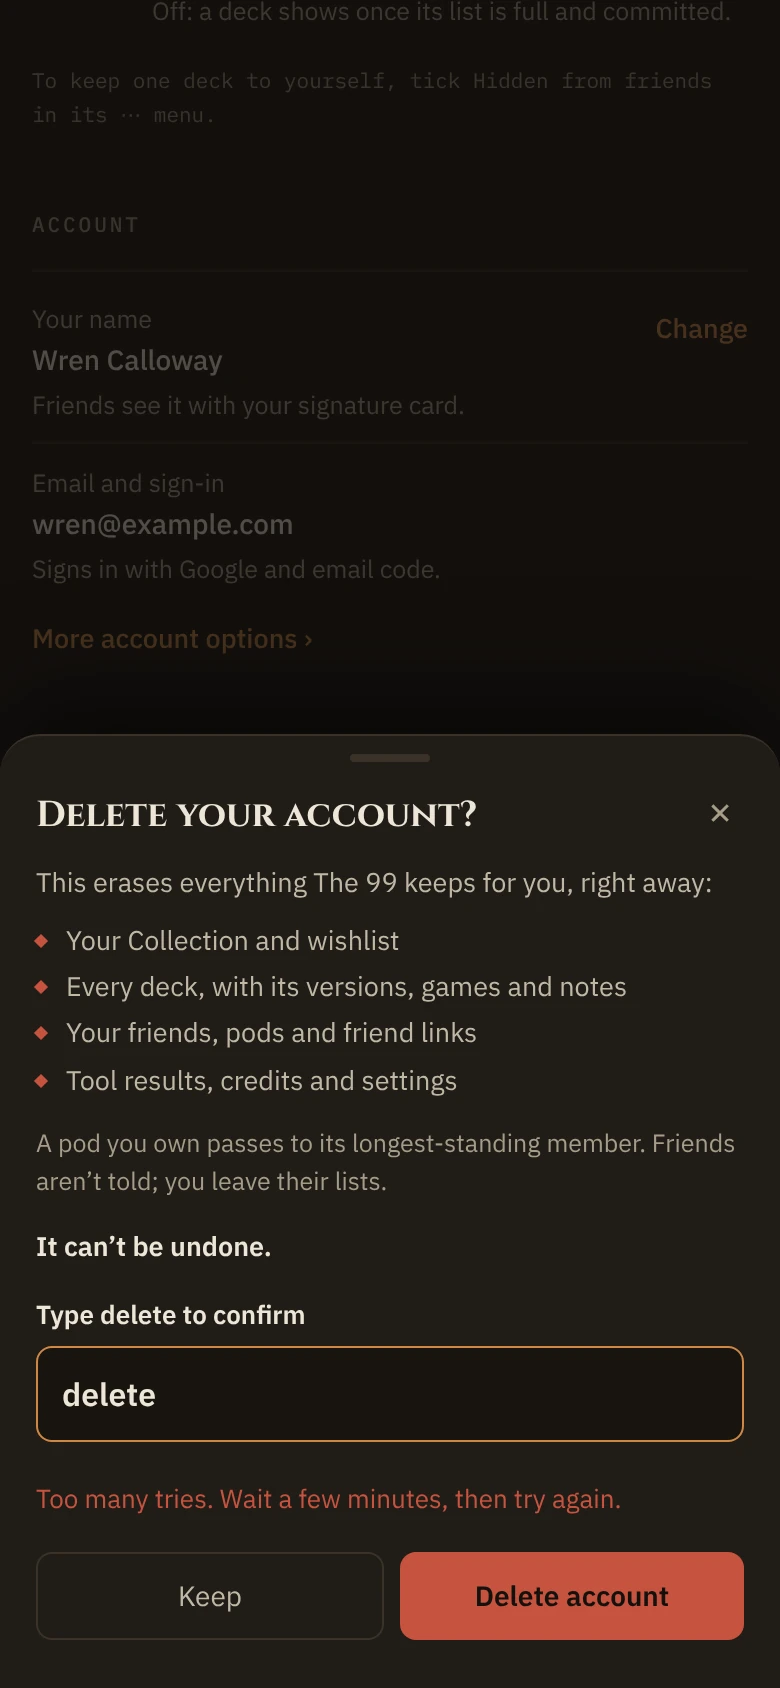 Off: a deck shows once its list is full and committed.
To keep one deck to yourself, tick Hidden from friends
in its ··· menu.
ACCOUNT
Your name
Change
Wren Calloway
Friends see it with your signature card.
Email and sign-in
wren@example.com
Signs in with Google and email code.
More account options ›
Delete your account?
✕
This erases everything The 99 keeps for you, right away:
Your Collection and wishlist
Every deck, with its versions, games and notes
Your friends, pods and friend links
Tool results, credits and settings
A pod you own passes to its longest-standing member. Friends
aren’t told; you leave their lists.
It can’t be undone.
Type delete to confirm
delete
Too many tries. Wait a few minutes, then try again.
Keep
Delete account